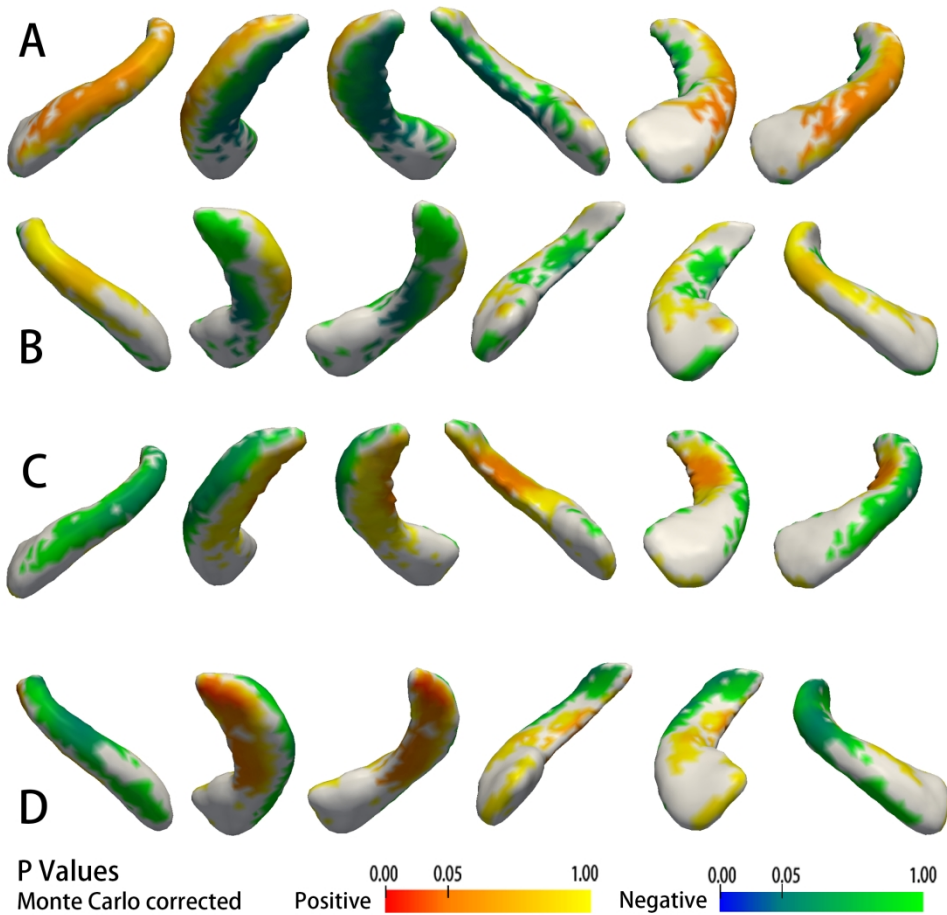 A
B
C
D
P Values
Monte Carlo corrected
Positive 0.00 0.05 1.00
Negative 0.00 0.05 1.00